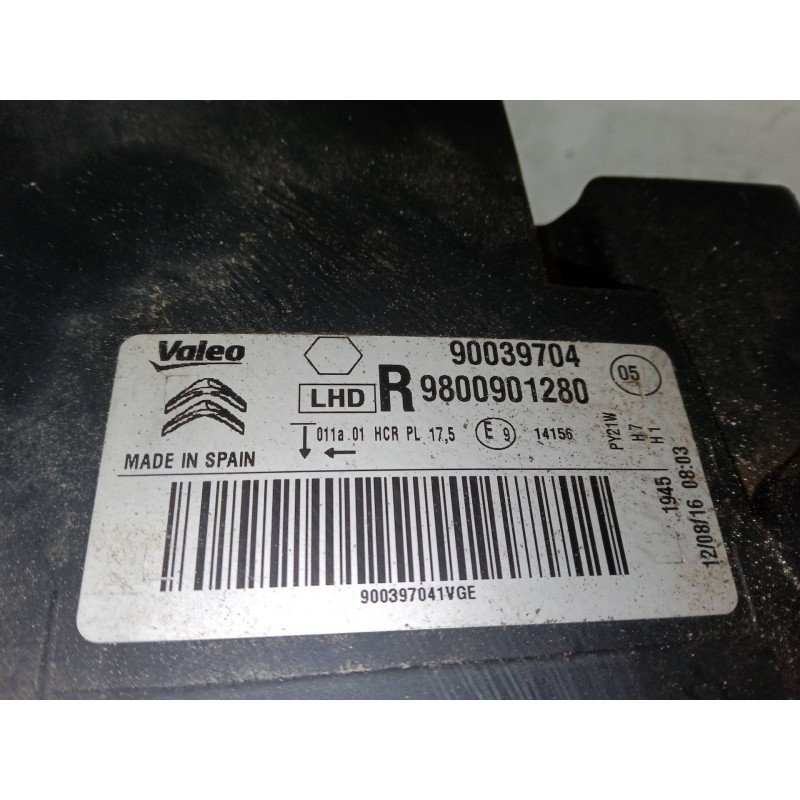 Valeo
90039704
LHD R 9800901280
05
011a 01 HCR PL 17,5 E 9 14156
PY21W
H7
H1
MADE IN SPAIN
1945
12/08/16 08:03
900397041VGE